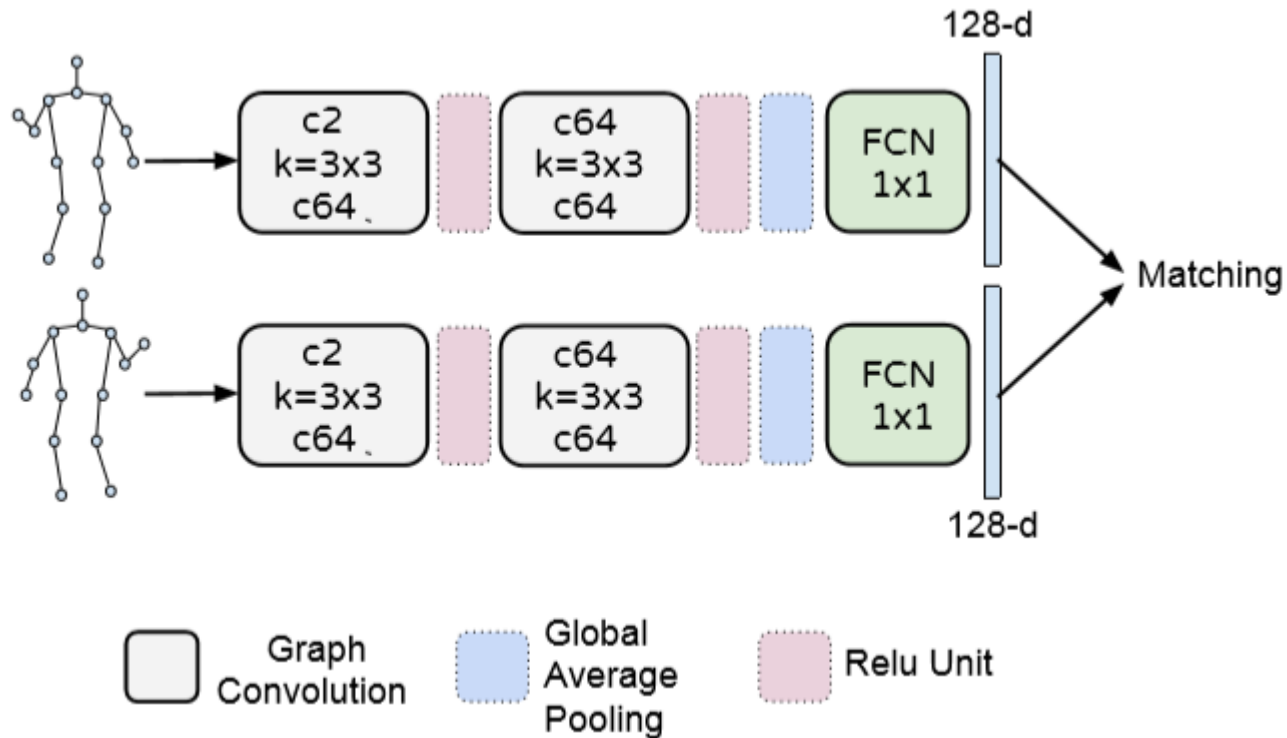 128-d
c2
k=3x3
c64
c64
k=3x3
c64
FCN
1x1
Matching
c2
k=3x3
c64
c64
k=3x3
c64
FCN
1x1
128-d
Graph
Convolution
Global
Average
Pooling
Relu Unit